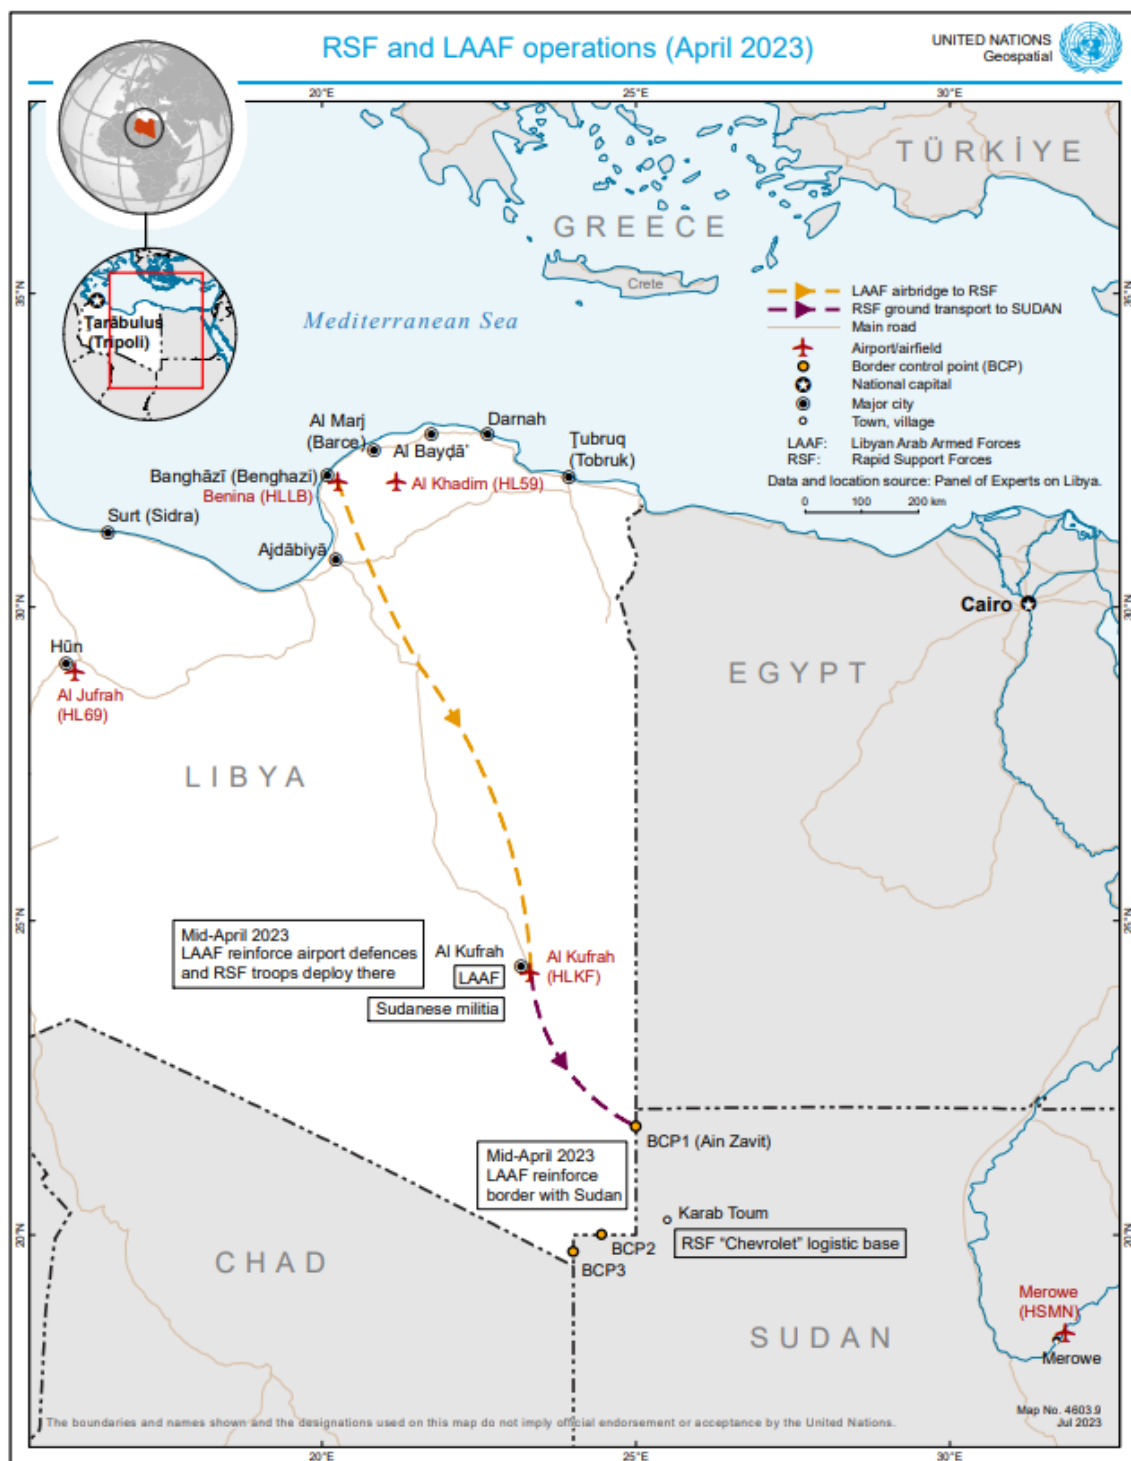 RSF and LAAF operations (April 2023)
UNITED NATIONS
Geospatial
20°E
25°E
30°E
TÜRKİYE
GREECE
Crete
35°N
35°N
Mediterranean Sea
Ţarābulus
(Tripoli)
LAAF airbridge to RSF
RSF ground transport to SUDAN
Main road
Airport/airfield
Border control point (BCP)
National capital
Major city
Town, village
LAAF: Libyan Arab Armed Forces
RSF: Rapid Support Forces
Data and location source: Panel of Experts on Libya.
0 100 200 km
Al Marj
(Barce)
Al Bayḑā'
Darnah
Ţubruq
(Tobruk)
Banghāzī (Benghazi)
Benina (HLLB)
Al Khadim (HL59)
Surt (Sidra)
Ajdābiyā
30°N
30°N
Cairo
Hūn
Al Jufrah
(HL69)
EGYPT
LIBYA
25°N
25°N
Mid-April 2023
LAAF reinforce airport defences
and RSF troops deploy there
Al Kufrah
LAAF
Sudanese militia
Al Kufrah
(HLKF)
BCP1 (Ain Zavit)
Mid-April 2023
LAAF reinforce
border with Sudan
Karab Toum
RSF "Chevrolet" logistic base
BCP2
BCP3
20°N
20°N
CHAD
SUDAN
Merowe
(HSMN)
Merowe
The boundaries and names shown and the designations used on this map do not imply official endorsement or acceptance by the United Nations.
Map No. 4603.9
Jul 2023
20°E
25°E
30°E